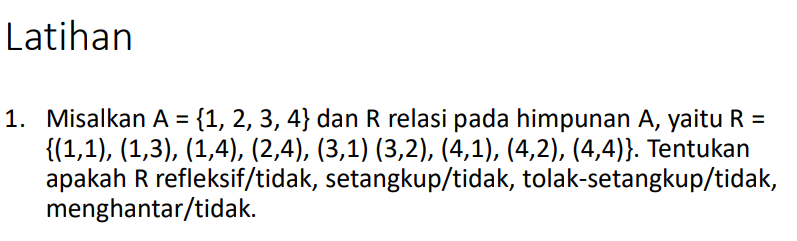 Latihan
1. Misalkan A = {1, 2, 3, 4} dan R relasi pada himpunan A, yaitu R =
{(1,1), (1,3), (1,4), (2,4), (3,1) (3,2), (4,1), (4,2), (4,4)}. Tentukan
apakah R refleksif/tidak, setangkup/tidak, tolak-setangkup/tidak,
menghantar/tidak.